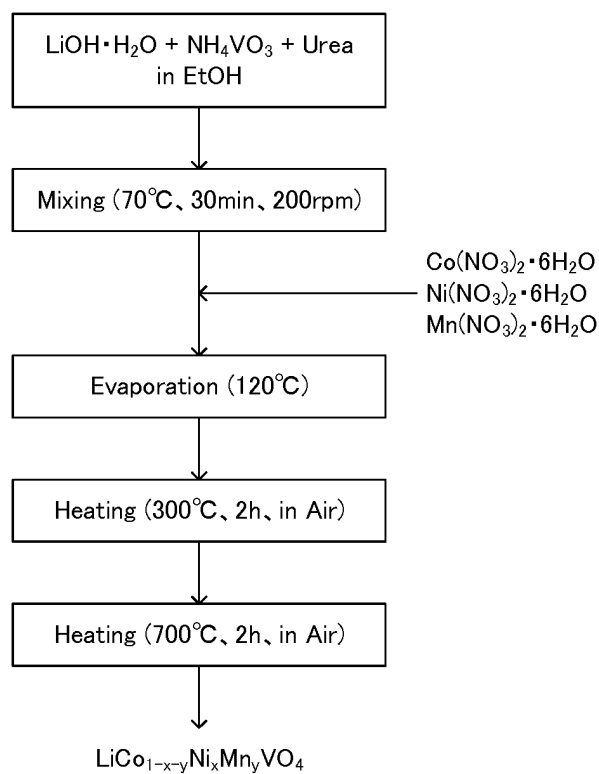 LiOH・H₂O + NH₄VO₃ + Urea
in EtOH
Mixing (70℃、30min、200rpm)
Co(NO₃)₂・6H₂O
Ni(NO₃)₂・6H₂O
Mn(NO₃)₂・6H₂O
Evaporation (120℃)
Heating (300℃、2h、in Air)
Heating (700℃、2h、in Air)
LiCo₁₋ₓ₋ᵧNiₓMnᵧVO₄